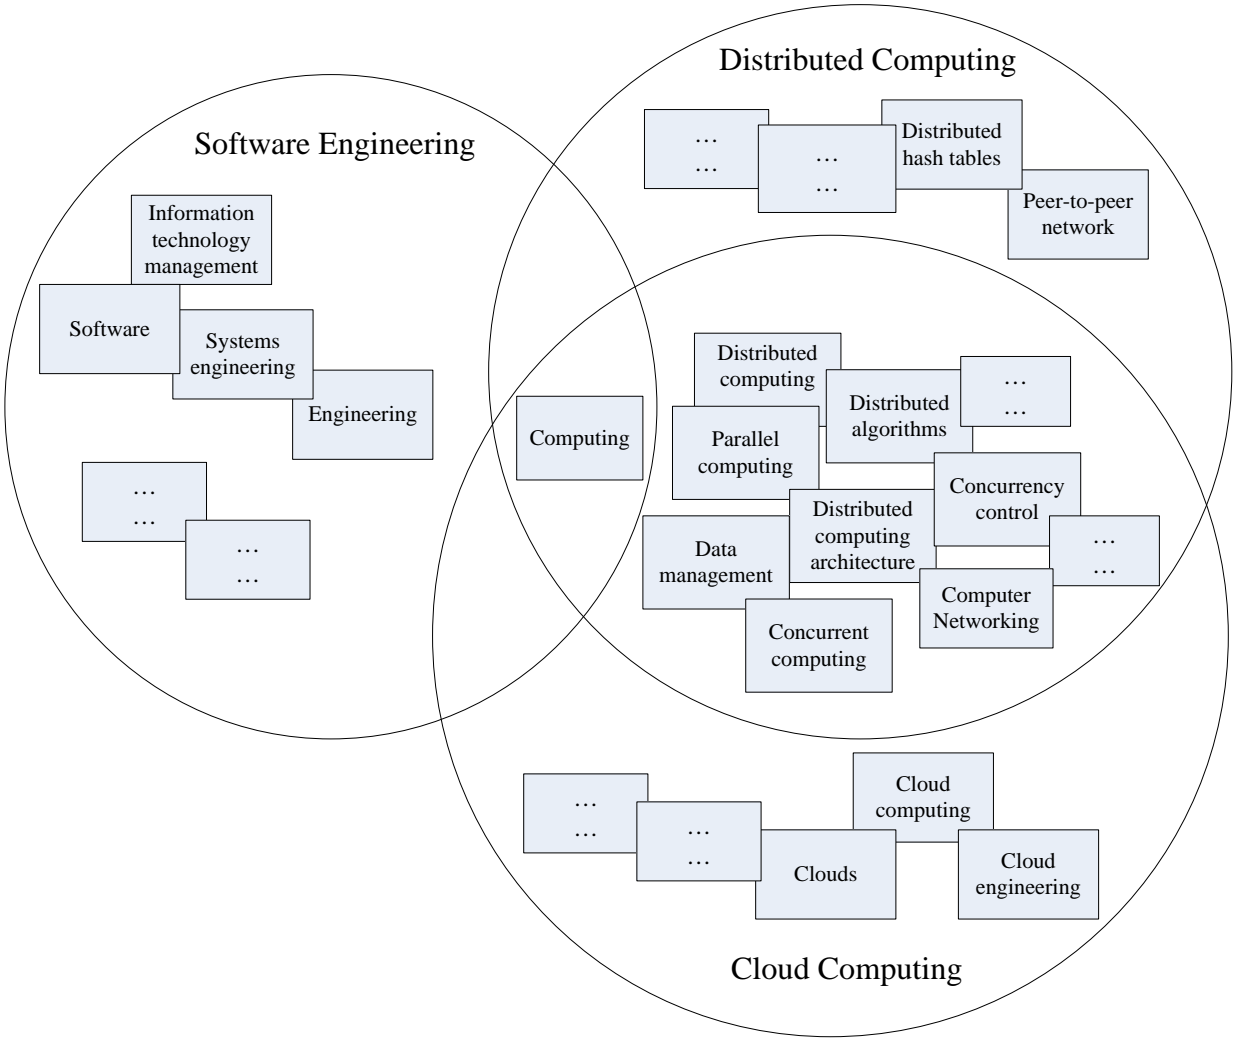 Distributed Computing
…
…
…
…
Distributed
hash tables
Peer-to-peer
network
Software Engineering
Information
technology
management
Software
Systems
engineering
Engineering
…
…
…
…
Computing
Distributed
computing
Distributed
algorithms
…
…
Parallel
computing
Concurrency
control
Distributed
computing
architecture
…
…
Data
management
Computer
Networking
Concurrent
computing
…
…
…
…
Clouds
Cloud
computing
Cloud
engineering
Cloud Computing